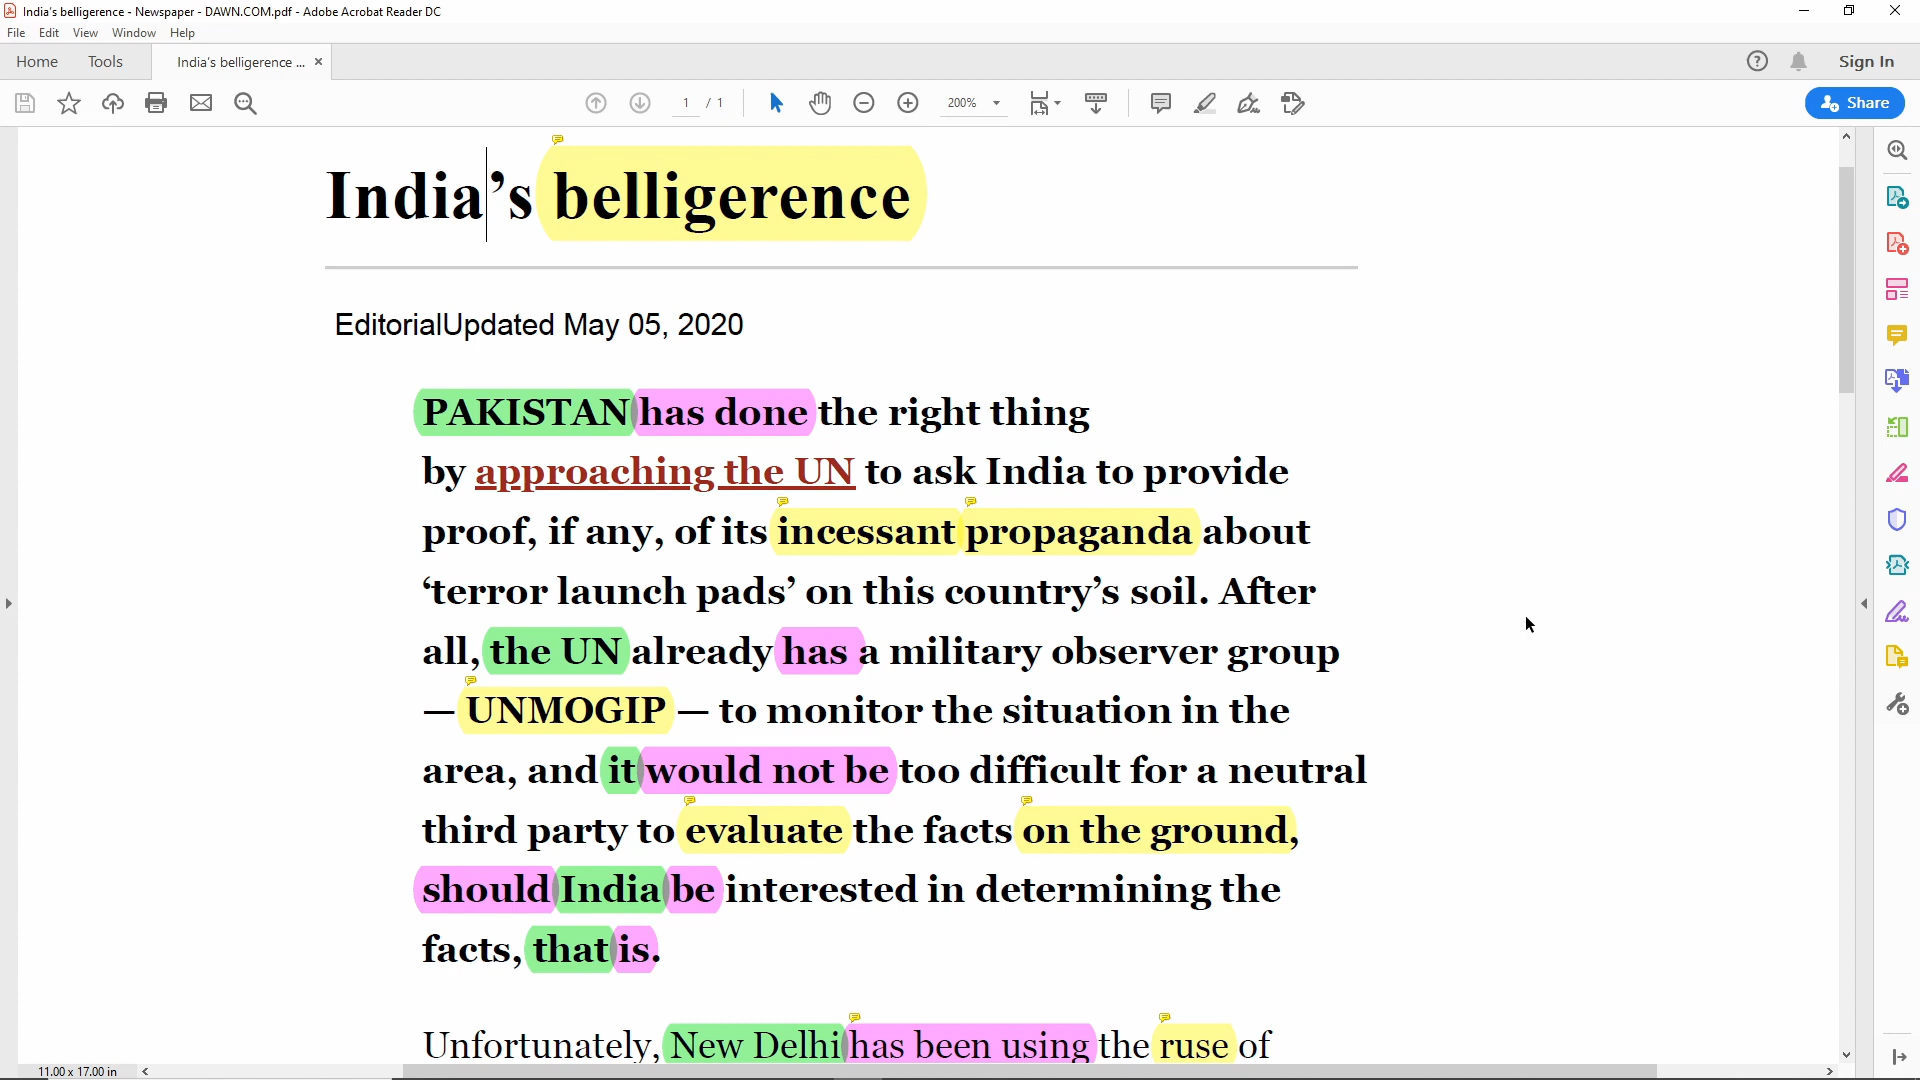 India's belligerence - Newspaper - DAWN.COM.pdf - Adobe Acrobat Reader DC
File Edit View Window Help
Home Tools India's belligerence ... × Sign In
1 / 1 200% Share
India’s belligerence
EditorialUpdated May 05, 2020
PAKISTAN has done the right thing
by approaching the UN to ask India to provide
proof, if any, of its incessant propaganda about
‘terror launch pads’ on this country’s soil. After
all, the UN already has a military observer group
— UNMOGIP — to monitor the situation in the
area, and it would not be too difficult for a neutral
third party to evaluate the facts on the ground,
should India be interested in determining the
facts, that is.
Unfortunately, New Delhi has been using the ruse of
11.00 x 17.00 in